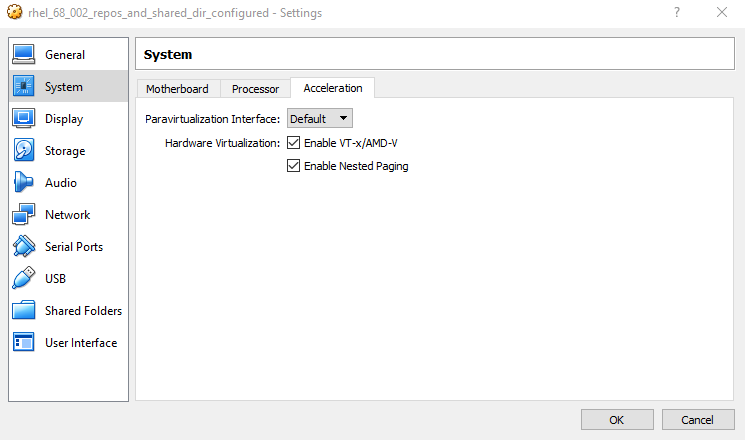 rhel_68_002_repos_and_shared_dir_configured - Settings
?
General
System
Display
Storage
Audio
Network
Serial Ports
USB
Shared Folders
User Interface
System
Motherboard
Processor
Acceleration
Paravirtualization Interface: Default
Hardware Virtualization: Enable VT-x/AMD-V
Enable Nested Paging
OK
Cancel